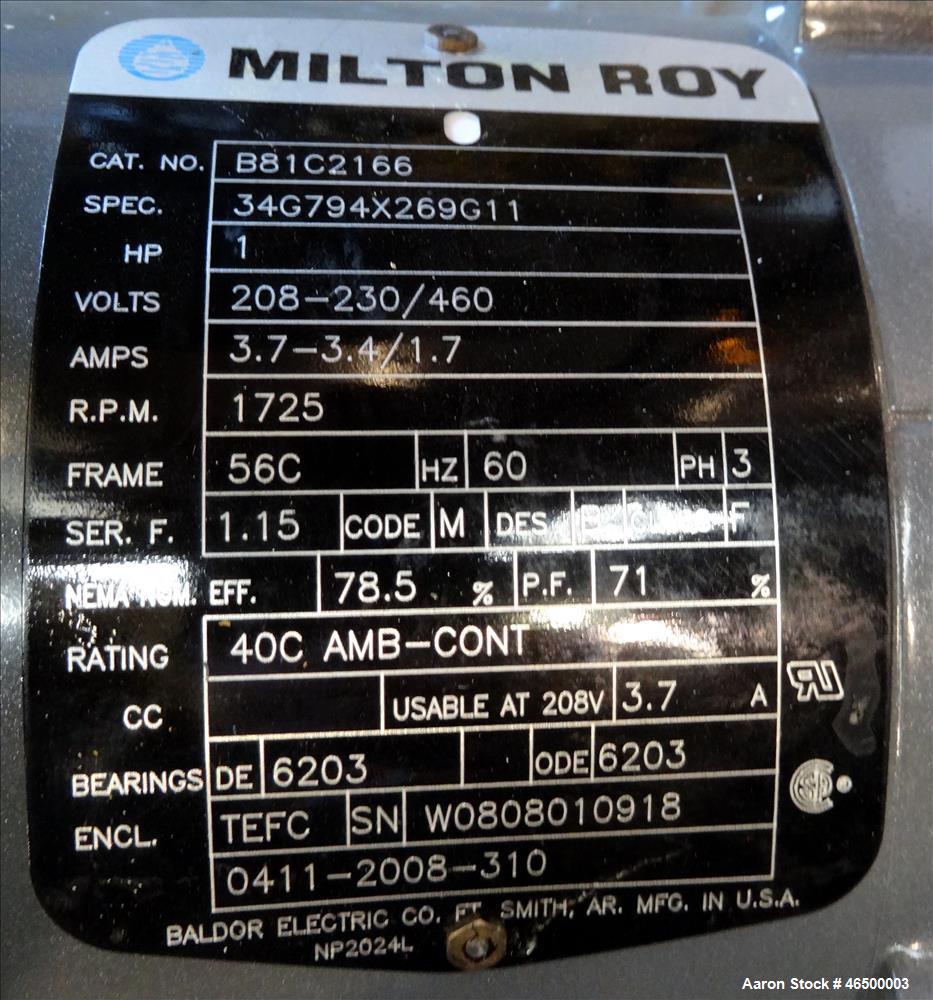 MILTON ROY
CAT. NO. B81C2166
SPEC. 34G794X269G11
HP 1
VOLTS 208-230/460
AMPS 3.7-3.4/1.7
R.P.M. 1725
FRAME 56C HZ 60 PH 3
SER. F. 1.15 CODE M DES. B CLASS F
NEMA NOM. EFF. 78.5 % P.F. 71 %
RATING 40C AMB-CONT
CC USABLE AT 208V 3.7 A
BEARINGS DE 6203 ODE 6203
ENCL. TEFC SN W0808010918
0411-2008-310
BALDOR ELECTRIC CO. FT. SMITH, AR. MFG. IN U.S.A.
NP2024L
Aaron Stock # 46500003